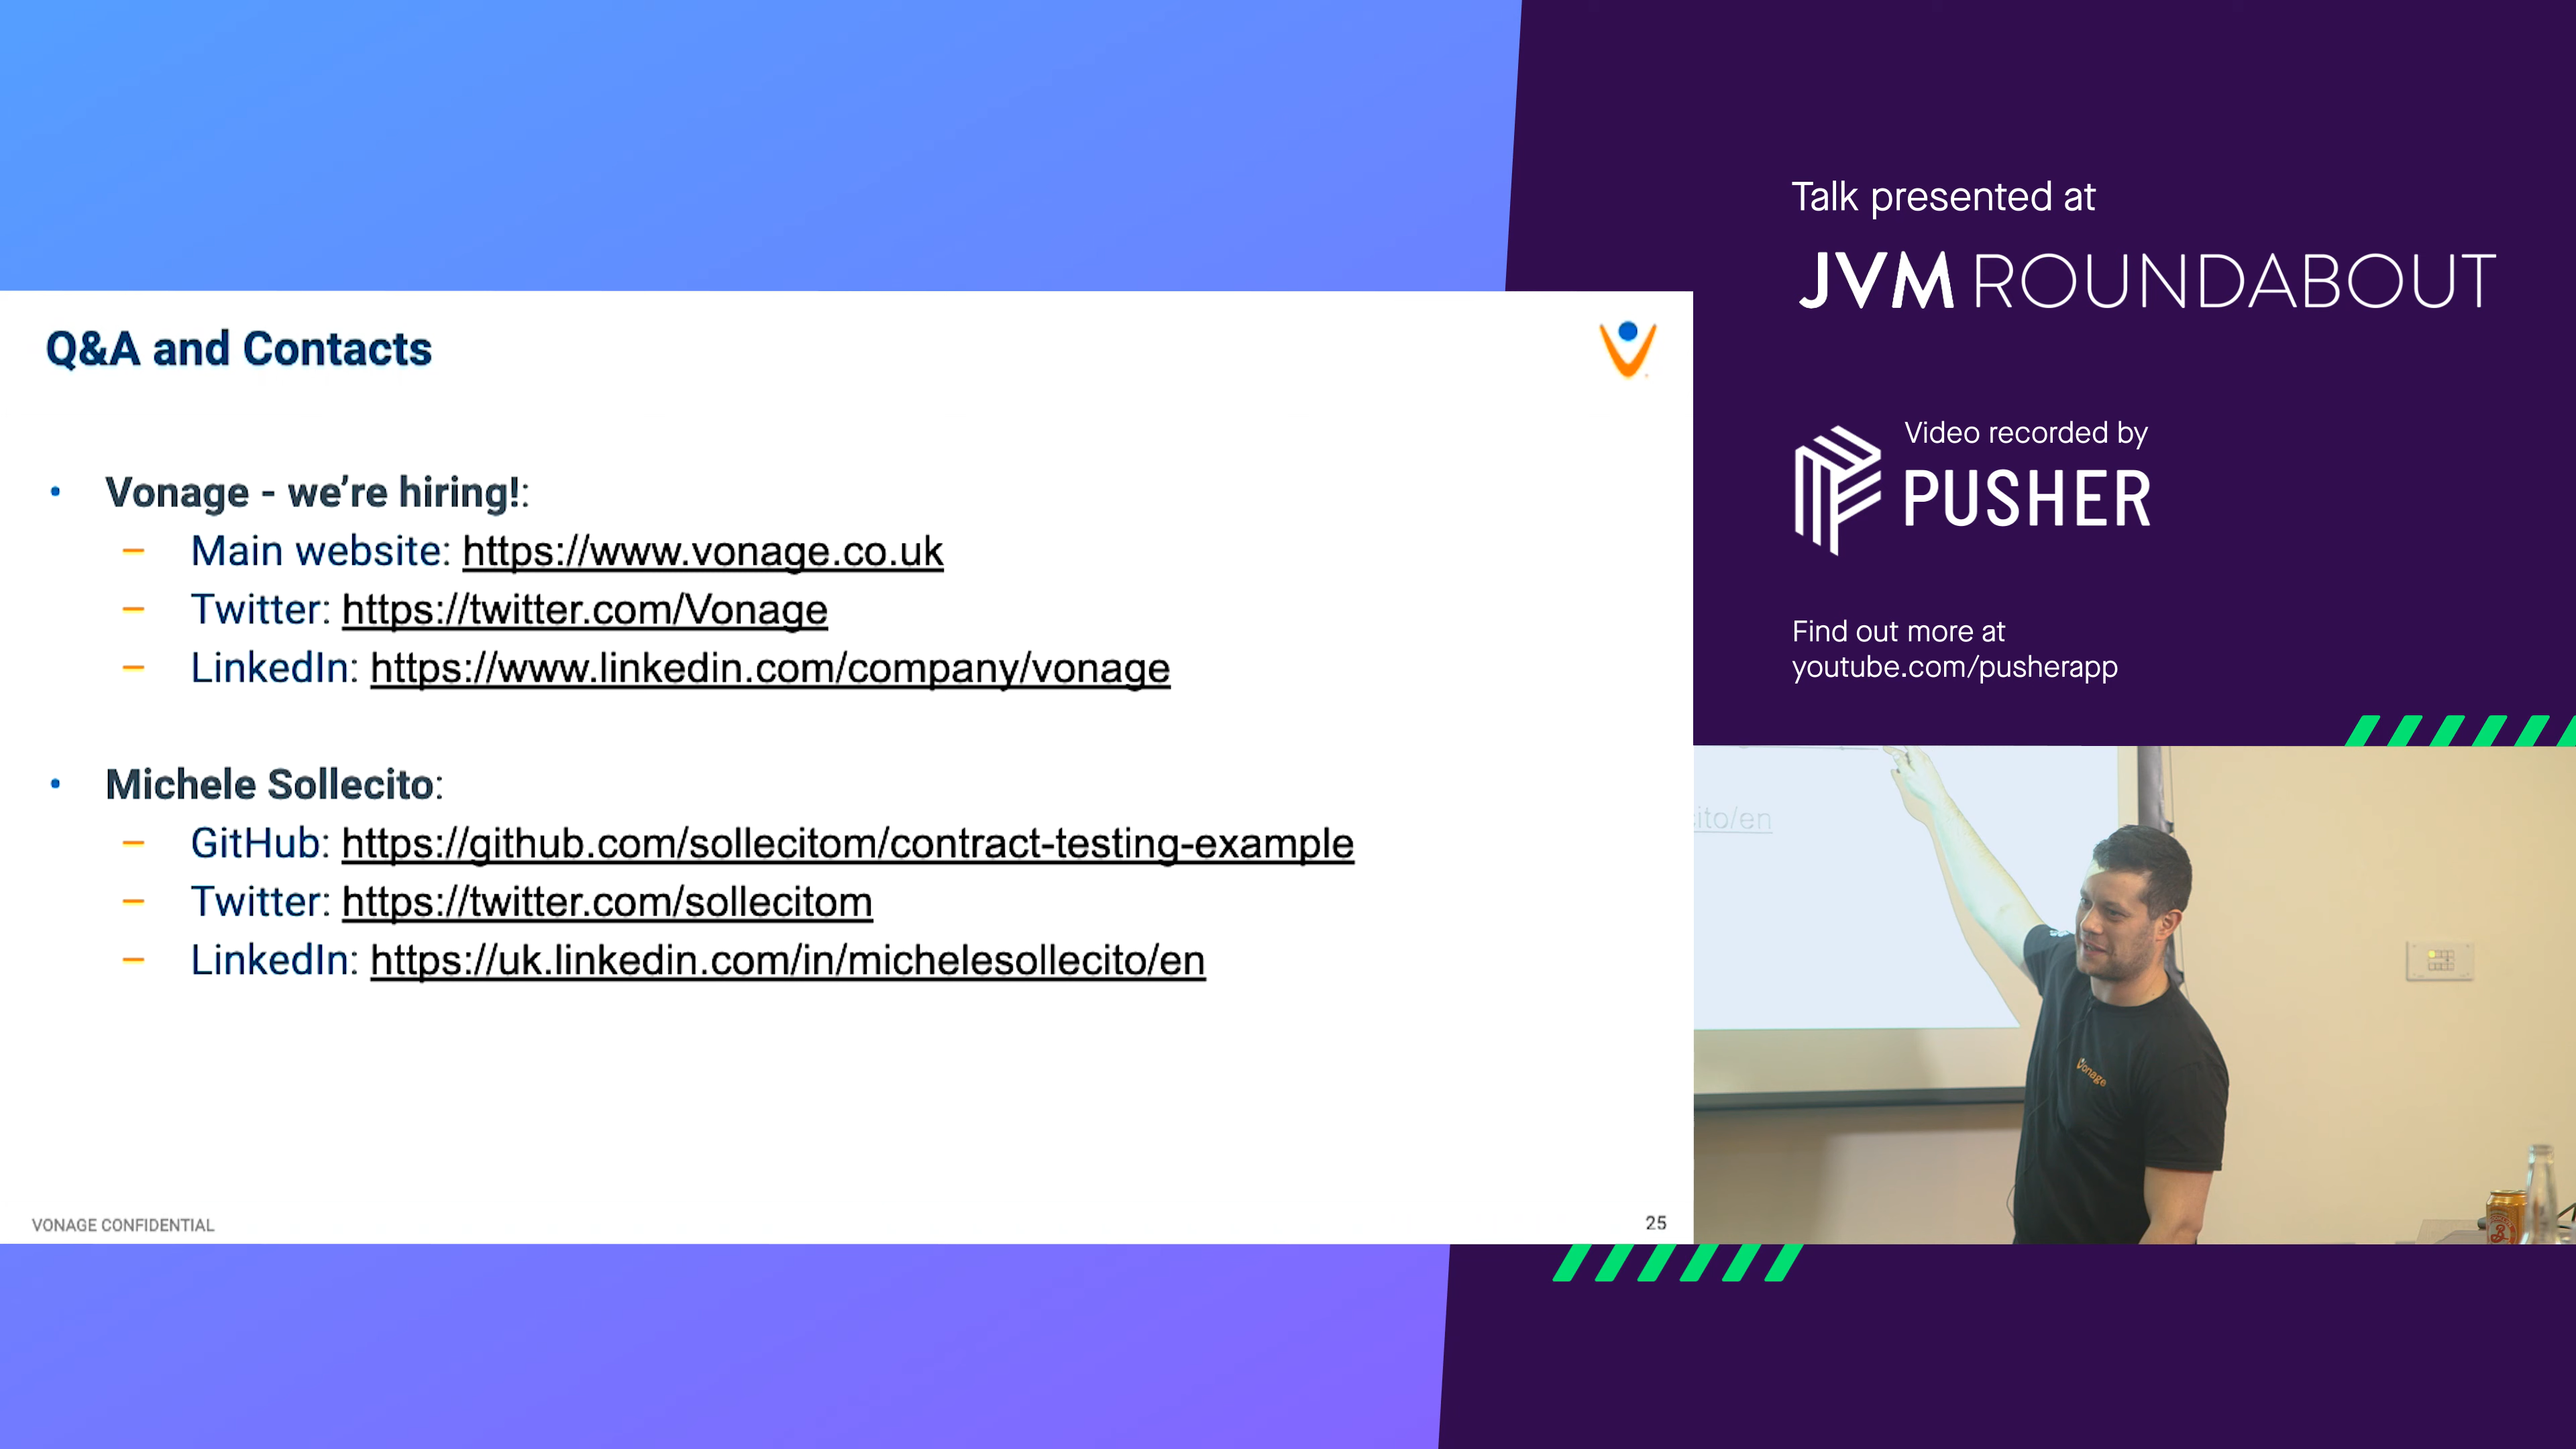 Q&A and Contacts
• Vonage - we're hiring!:
– Main website: https://www.vonage.co.uk
– Twitter: https://twitter.com/Vonage
– LinkedIn: https://www.linkedin.com/company/vonage
• Michele Sollecito:
– GitHub: https://github.com/sollecitom/contract-testing-example
– Twitter: https://twitter.com/sollecitom
– LinkedIn: https://uk.linkedin.com/in/michelesollecito/en
VONAGE CONFIDENTIAL
25
Talk presented at
JVM ROUNDABOUT
Video recorded by
PUSHER
Find out more at
youtube.com/pusherapp
ito/en
Vonage